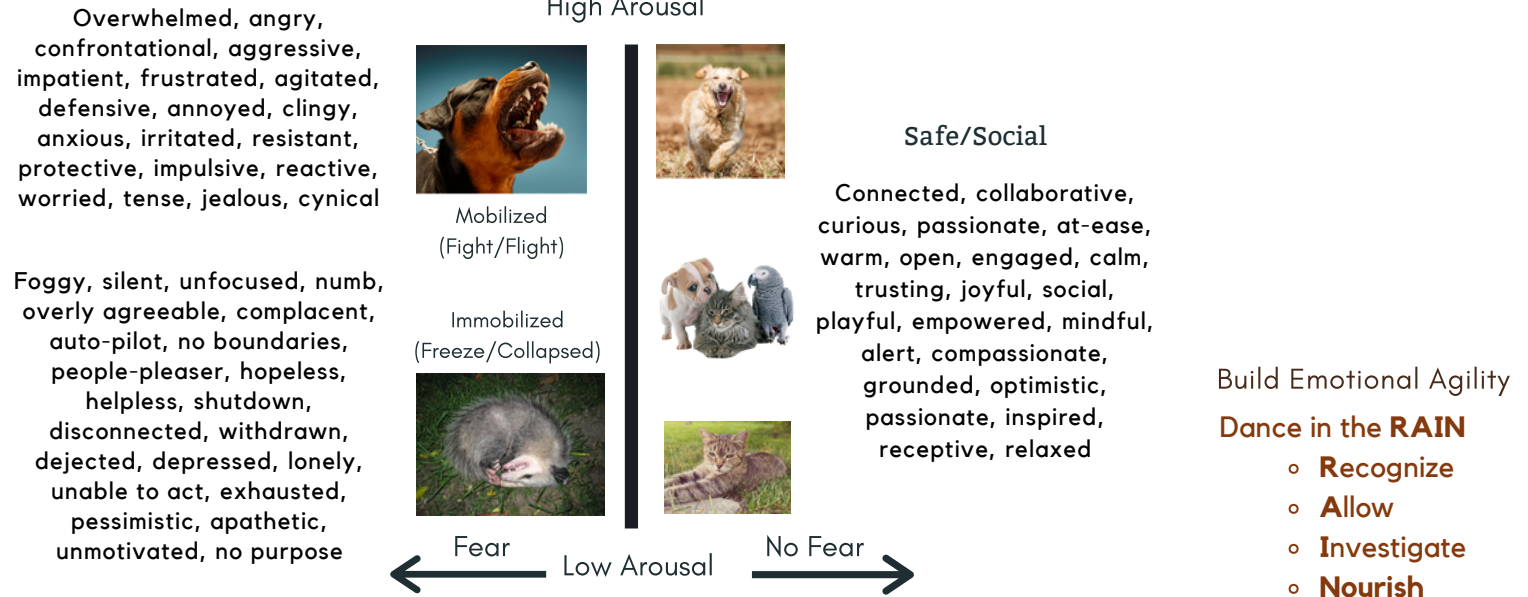 High Arousal
Overwhelmed, angry,
confrontational, aggressive,
impatient, frustrated, agitated,
defensive, annoyed, clingy,
anxious, irritated, resistant,
protective, impulsive, reactive,
worried, tense, jealous, cynical
Mobilized
(Fight/Flight)
Foggy, silent, unfocused, numb,
overly agreeable, complacent,
auto-pilot, no boundaries,
people-pleaser, hopeless,
helpless, shutdown,
disconnected, withdrawn,
dejected, depressed, lonely,
unable to act, exhausted,
pessimistic, apathetic,
unmotivated, no purpose
Immobilized
(Freeze/Collapsed)
Safe/Social
Connected, collaborative,
curious, passionate, at-ease,
warm, open, engaged, calm,
trusting, joyful, social,
playful, empowered, mindful,
alert, compassionate,
grounded, optimistic,
passionate, inspired,
receptive, relaxed
Fear
Low Arousal
No Fear
Build Emotional Agility
Dance in the RAIN
Recognize
Allow
Investigate
Nourish